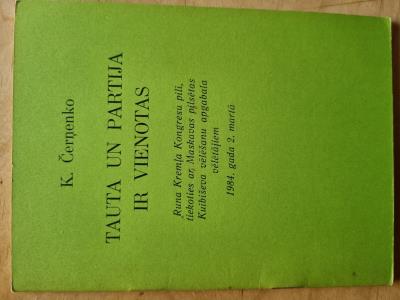 K. Čerņenko
TAUTA UN PARTIJA
IR VIENOTAS
Runa Kremļa Kongresu pilī,
tiekoties ar Maskavas pilsētas
Kuibiševa vēlēšanu apgabala
vēlētājiem
1984. gada 2. martā